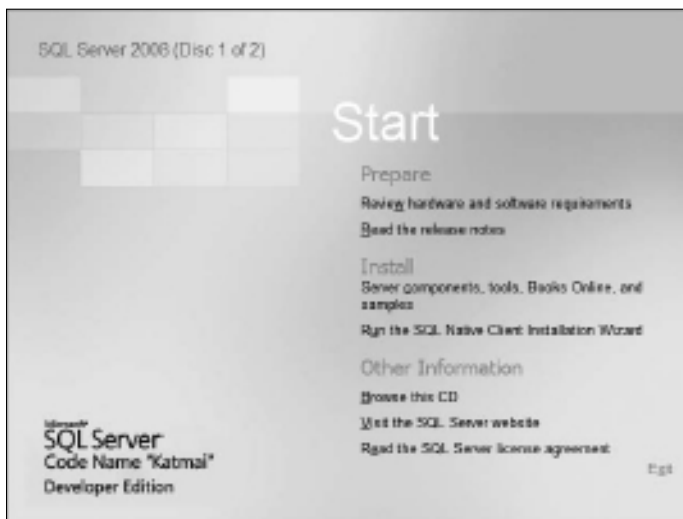 SQL Server 2008 (Disc 1 of 2)
Start
Prepare
Review hardware and software requirements
Read the release notes
Install
Server components, tools, Books Online, and
samples
Run the SQL Native Client Installation Wizard
Other Information
Browse this CD
Visit the SQL Server website
Read the SQL Server license agreement
Exit
Microsoft
SQL Server
Code Name "Katmai"
Developer Edition